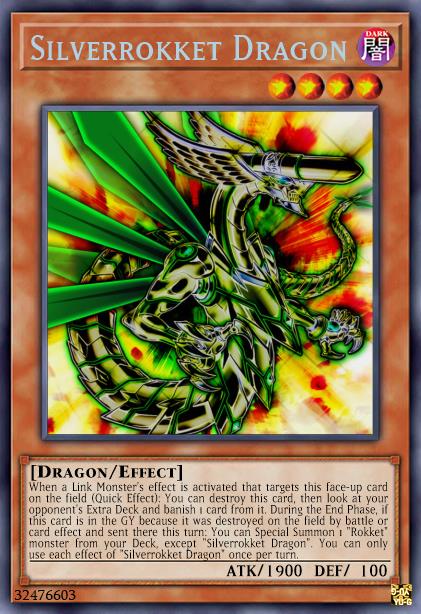 SILVERROKKET DRAGON
DARK
闇
[DRAGON/EFFECT]
When a Link Monster's effect is activated that targets this face-up card
on the field (Quick Effect): You can destroy this card, then look at your
opponent's Extra Deck and banish 1 card from it. During the End Phase, if
this card is in the GY because it was destroyed on the field by battle or
card effect and sent there this turn: You can Special Summon 1 "Rokket"
monster from your Deck, except "Silverrokket Dragon". You can only
use each effect of "Silverrokket Dragon" once per turn.
ATK/1900 DEF/ 100
32476603